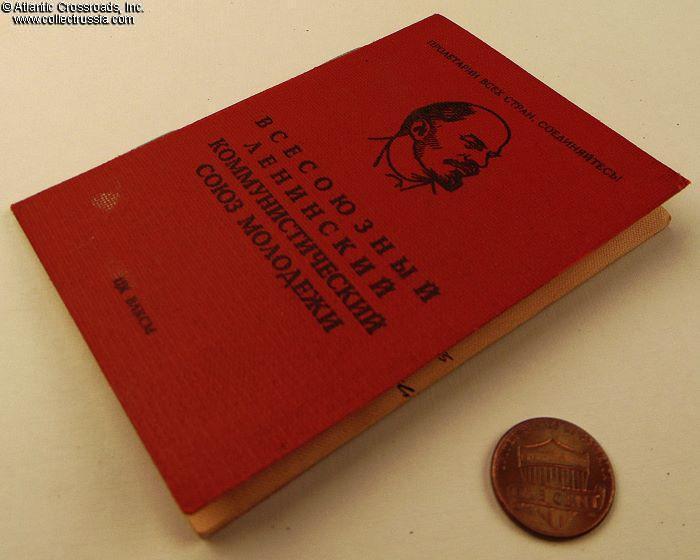 © Atlantic Crossroads, Inc.
www.collectrussia.com
ПРОЛЕТАРИИ ВСЕХ СТРАН, СОЕДИНЯЙТЕСЬ!
ВСЕСОЮЗНЫЙ
ЛЕНИНСКИЙ
КОММУНИСТИЧЕСКИЙ
СОЮЗ МОЛОДЕЖИ
ЦК ВЛКСМ